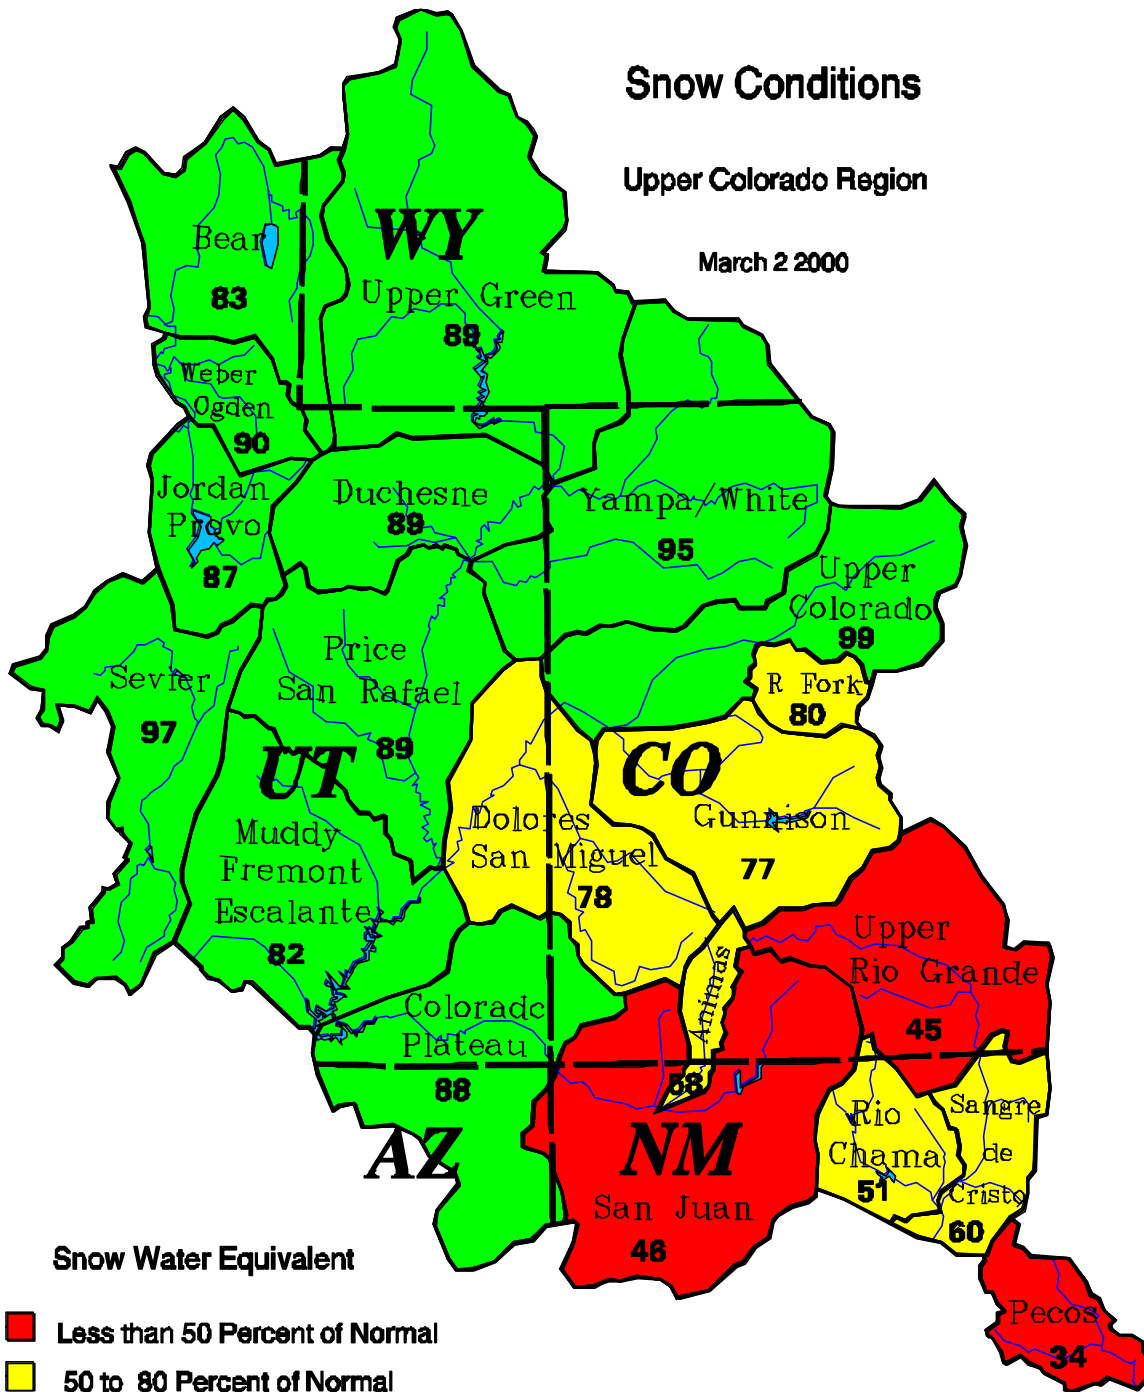 Snow Conditions
Upper Colorado Region
March 2 2000
WY
Bear
83
Upper Green
89
Weber
Ogden
90
Jordan
Provo
87
Duchesne
89
Yampa/White
95
Upper
Colorado
99
Price
San Rafael
89
Sevier
97
R Fork
80
UT
CO
Muddy
Fremont
Escalante
82
Dolores
San Miguel
78
Gunnison
77
Upper
Rio Grande
45
Animas
58
Colorado
Plateau
88
AZ
NM
San Juan
46
Rio
Chama
51
Sangre
de
Cristo
60
Pecos
34
Snow Water Equivalent
Less than 50 Percent of Normal
50 to 80 Percent of Normal